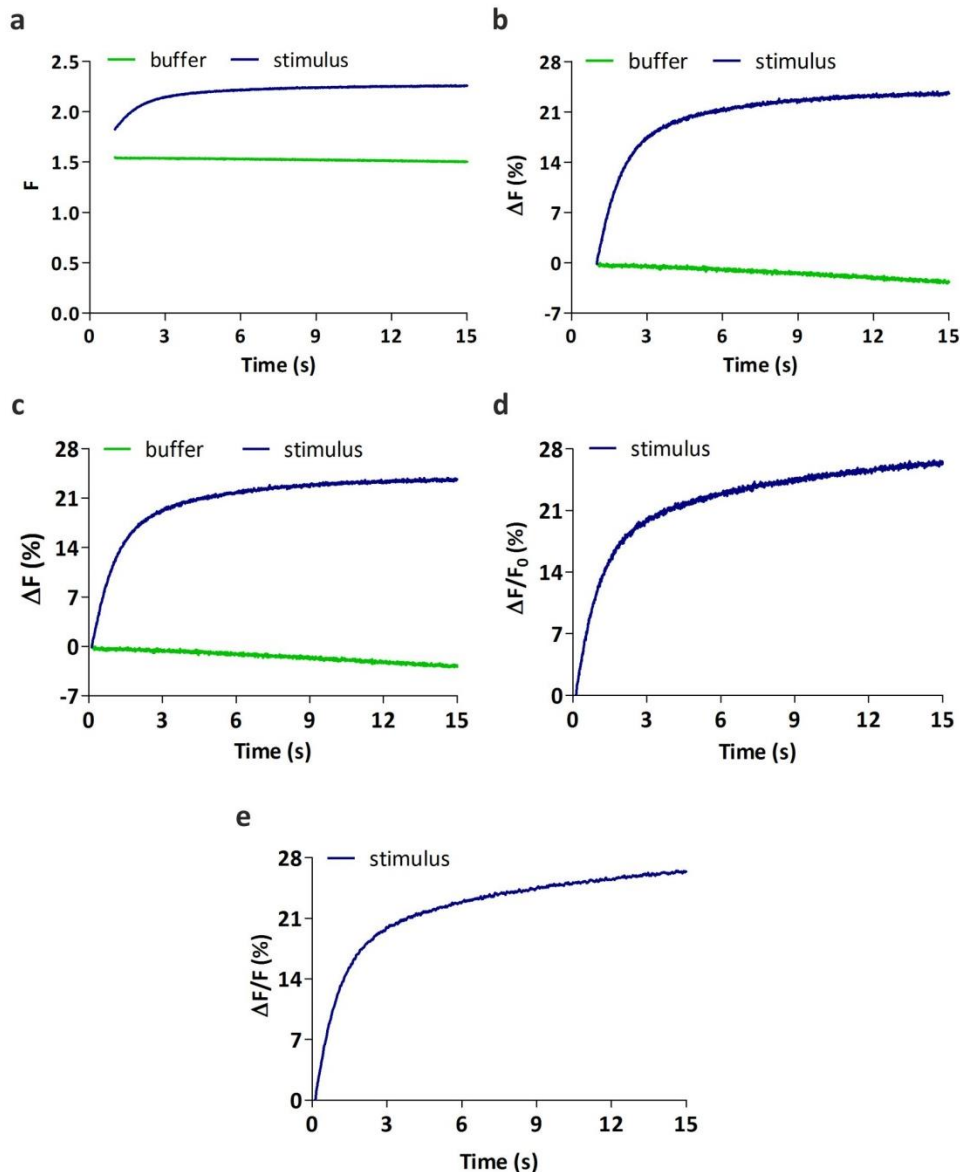 a
buffer stimulus
2.5
2.0
1.5
1.0
0.5
0.0
F
0 3 6 9 12 15
Time (s)
b
buffer stimulus
28
21
14
7
0
-7
ΔF (%)
0 3 6 9 12 15
Time (s)
c
buffer stimulus
28
21
14
7
0
-7
ΔF (%)
0 3 6 9 12 15
Time (s)
d
stimulus
28
21
14
7
0
ΔF/F₀ (%)
0 3 6 9 12 15
Time (s)
e
stimulus
28
21
14
7
0
ΔF/F (%)
0 3 6 9 12 15
Time (s)